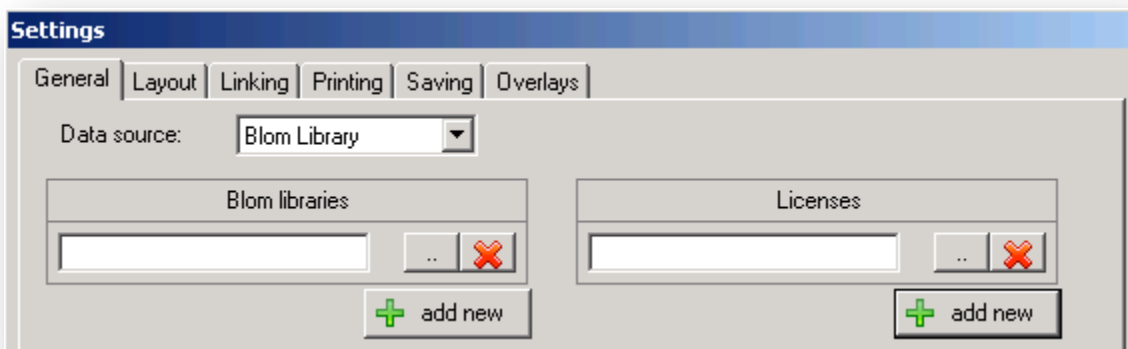 Settings
General Layout Linking Printing Saving Overlays
Data source: Blom Library
Blom libraries Licenses
.. ..
add new add new